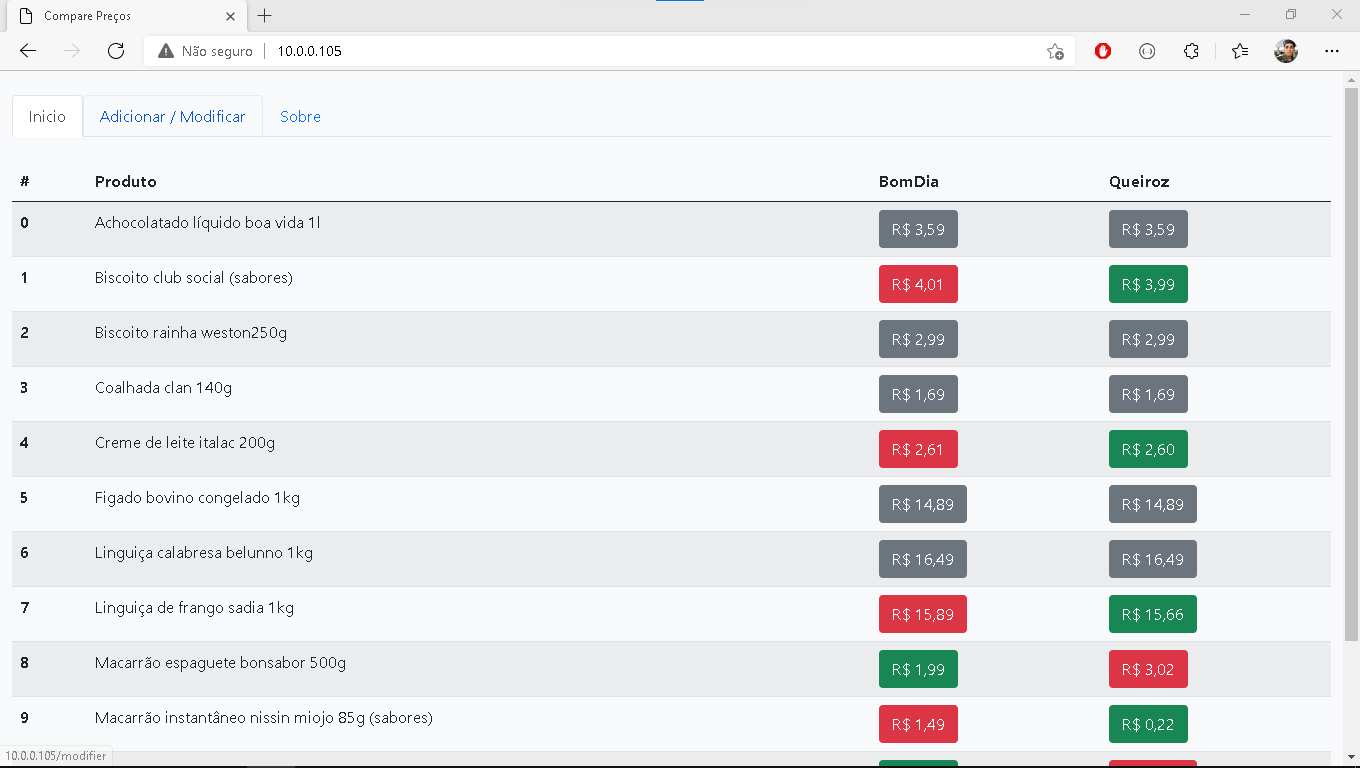 Compare Preços
Não seguro 10.0.0.105
Inicio Adicionar / Modificar Sobre
# Produto BomDia Queiroz
0 Achocolatado líquido boa vida 1l R$ 3,59 R$ 3,59
1 Biscoito club social (sabores) R$ 4,01 R$ 3,99
2 Biscoito rainha weston250g R$ 2,99 R$ 2,99
3 Coalhada clan 140g R$ 1,69 R$ 1,69
4 Creme de leite italac 200g R$ 2,61 R$ 2,60
5 Figado bovino congelado 1kg R$ 14,89 R$ 14,89
6 Linguiça calabresa belunno 1kg R$ 16,49 R$ 16,49
7 Linguiça de frango sadia 1kg R$ 15,89 R$ 15,66
8 Macarrão espaguete bonsabor 500g R$ 1,99 R$ 3,02
9 Macarrão instantâneo nissin miojo 85g (sabores) R$ 1,49 R$ 0,22
10.0.0.105/modifier